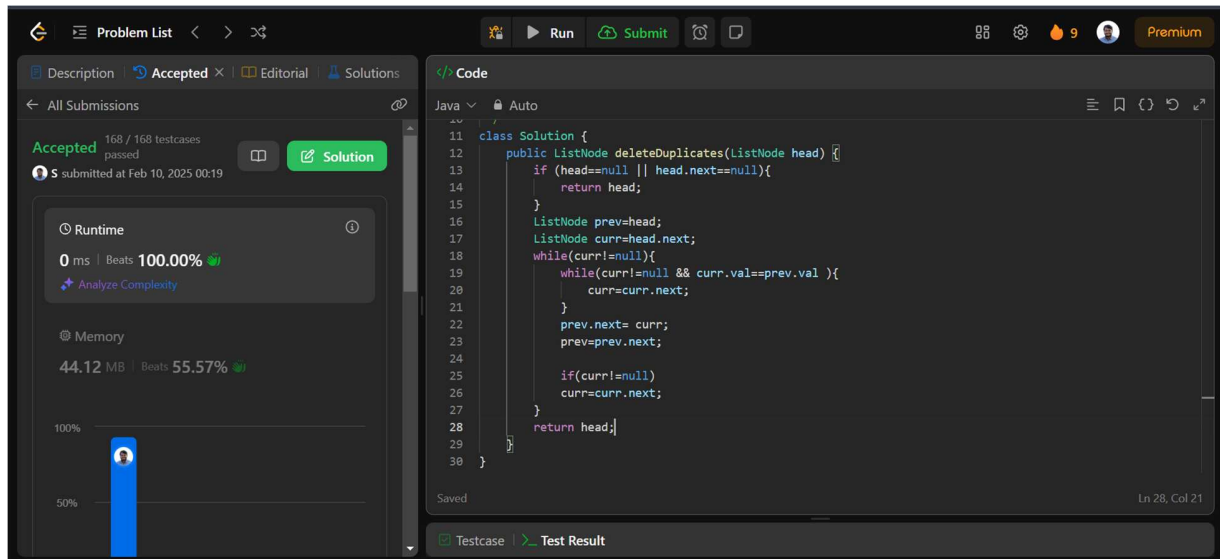 Problem List
Run
Submit
9
Premium
Description
Accepted
Editorial
Solutions
All Submissions
Accepted 168 / 168 testcases passed
S submitted at Feb 10, 2025 00:19
Solution
Runtime
0 ms | Beats 100.00%
Analyze Complexity
Memory
44.12 MB | Beats 55.57%
100%
50%
</> Code
Java
Auto
10 */
11 class Solution {
12 public ListNode deleteDuplicates(ListNode head) {
13 if (head==null || head.next==null){
14 return head;
15 }
16 ListNode prev=head;
17 ListNode curr=head.next;
18 while(curr!=null){
19 while(curr!=null && curr.val==prev.val ){
20 curr=curr.next;
21 }
22 prev.next= curr;
23 prev=prev.next;
24
25 if(curr!=null)
26 curr=curr.next;
27 }
28 return head;
29 }
30 }
Saved
Ln 28, Col 21
Testcase
>_ Test Result